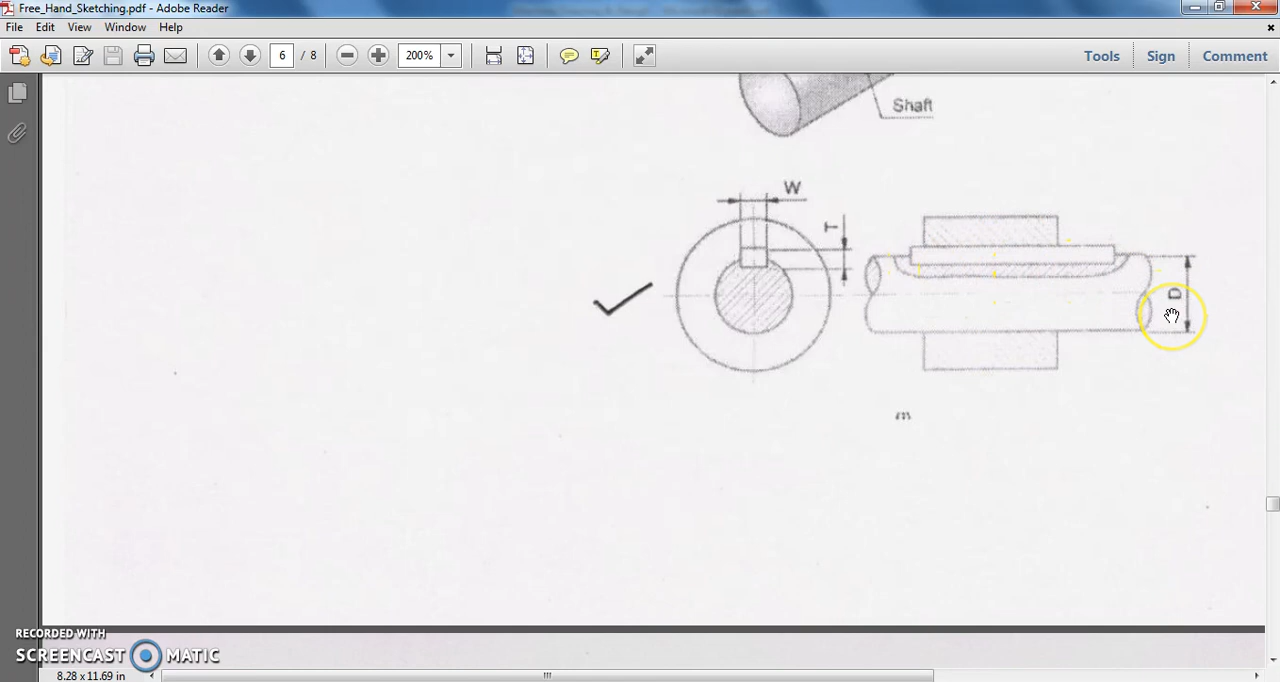 Free_Hand_Sketching.pdf - Adobe Reader
File Edit View Window Help
6 / 8 200% Tools Sign Comment
Shaft
W
T
D
RECORDED WITH
SCREENCAST MATIC
8.28 x 11.69 in